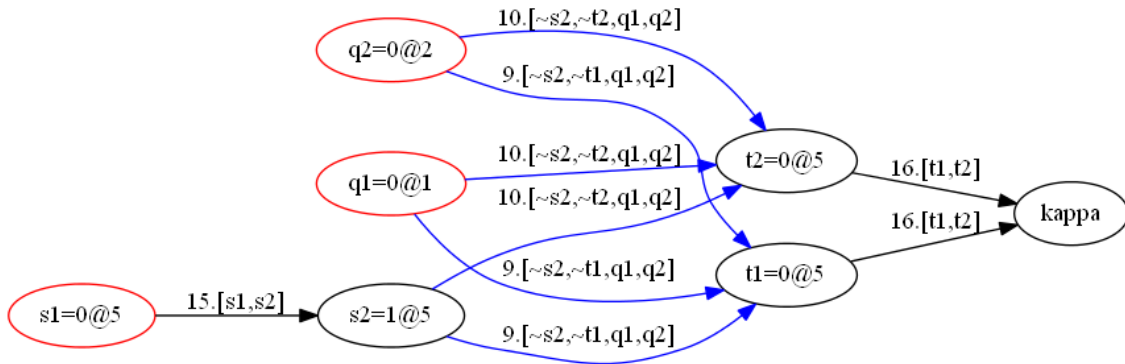 10.[~s2,~t2,q1,q2]
q2=0@2
9.[~s2,~t1,q1,q2]
10.[~s2,~t2,q1,q2]
t2=0@5
16.[t1,t2]
q1=0@1
10.[~s2,~t2,q1,q2]
kappa
16.[t1,t2]
9.[~s2,~t1,q1,q2]
t1=0@5
15.[s1,s2]
s1=0@5
s2=1@5
9.[~s2,~t1,q1,q2]